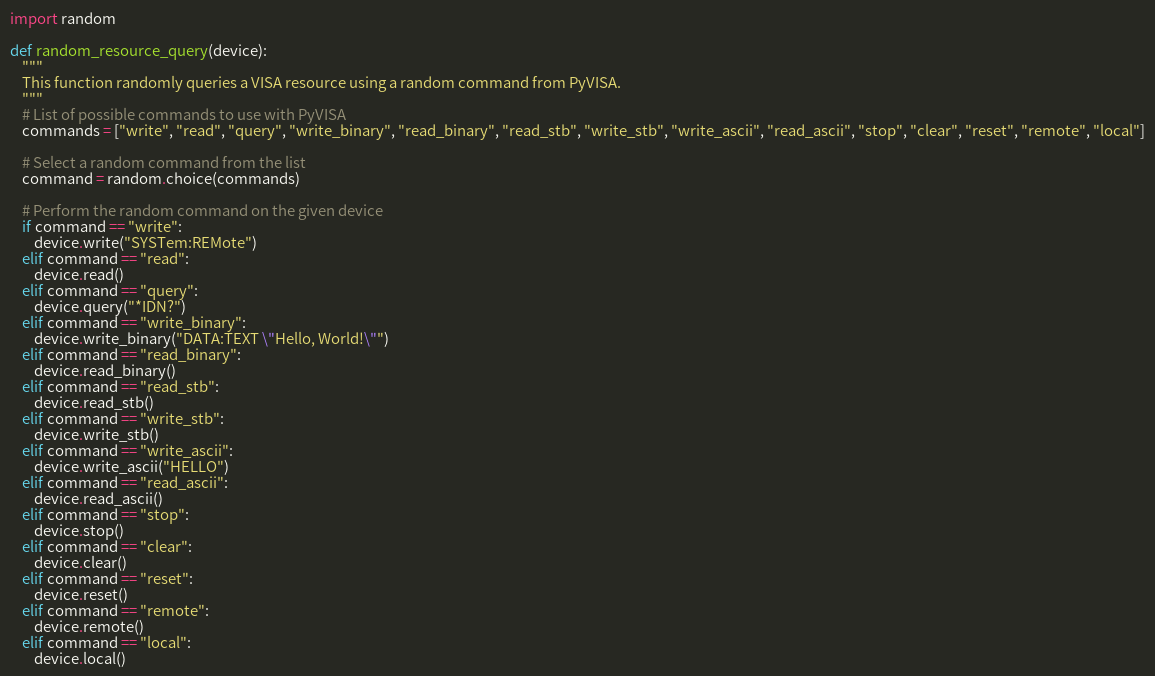 import random
def random_resource_query(device):
"""
This function randomly queries a VISA resource using a random command from PyVISA.
"""
# List of possible commands to use with PyVISA
commands = ["write", "read", "query", "write_binary", "read_binary", "read_stb", "write_stb", "write_ascii", "read_ascii", "stop", "clear", "reset", "remote", "local"]
# Select a random command from the list
command = random.choice(commands)
# Perform the random command on the given device
if command == "write":
device.write("SYSTem:REMote")
elif command == "read":
device.read()
elif command == "query":
device.query("*IDN?")
elif command == "write_binary":
device.write_binary("DATA:TEXT \"Hello, World!\"")
elif command == "read_binary":
device.read_binary()
elif command == "read_stb":
device.read_stb()
elif command == "write_stb":
device.write_stb()
elif command == "write_ascii":
device.write_ascii("HELLO")
elif command == "read_ascii":
device.read_ascii()
elif command == "stop":
device.stop()
elif command == "clear":
device.clear()
elif command == "reset":
device.reset()
elif command == "remote":
device.remote()
elif command == "local":
device.local()